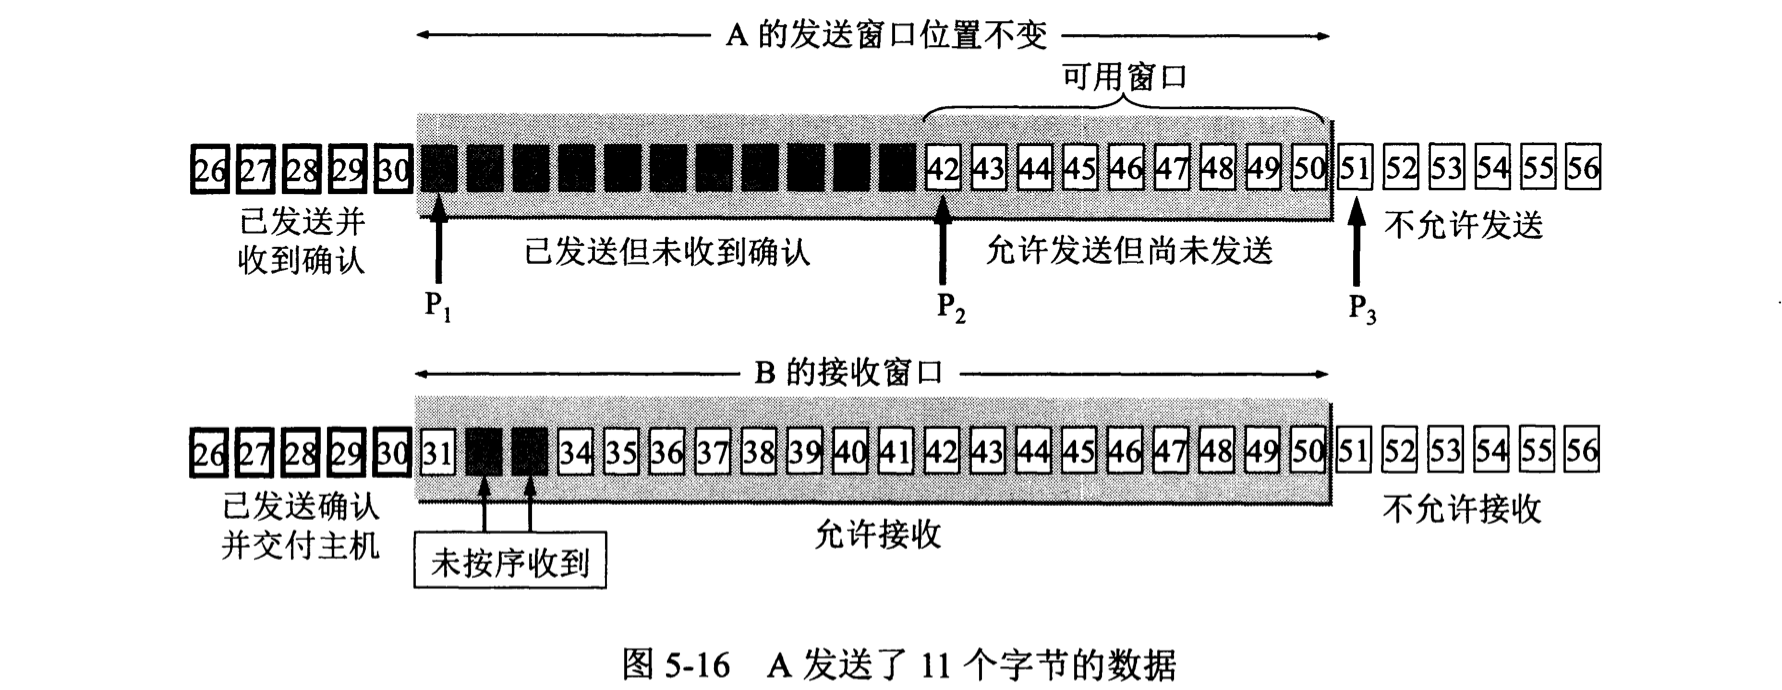 A 的发送窗口位置不变
可用窗口
26 27 28 29 30 42 43 44 45 46 47 48 49 50 51 52 53 54 55 56
已发送并
收到确认
已发送但未收到确认
允许发送但尚未发送
不允许发送
P1 P2 P3
B 的接收窗口
26 27 28 29 30 31 34 35 36 37 38 39 40 41 42 43 44 45 46 47 48 49 50 51 52 53 54 55 56
已发送确认
并交付主机
未按序收到
允许接收
不允许接收
图 5-16 A 发送了 11 个字节的数据